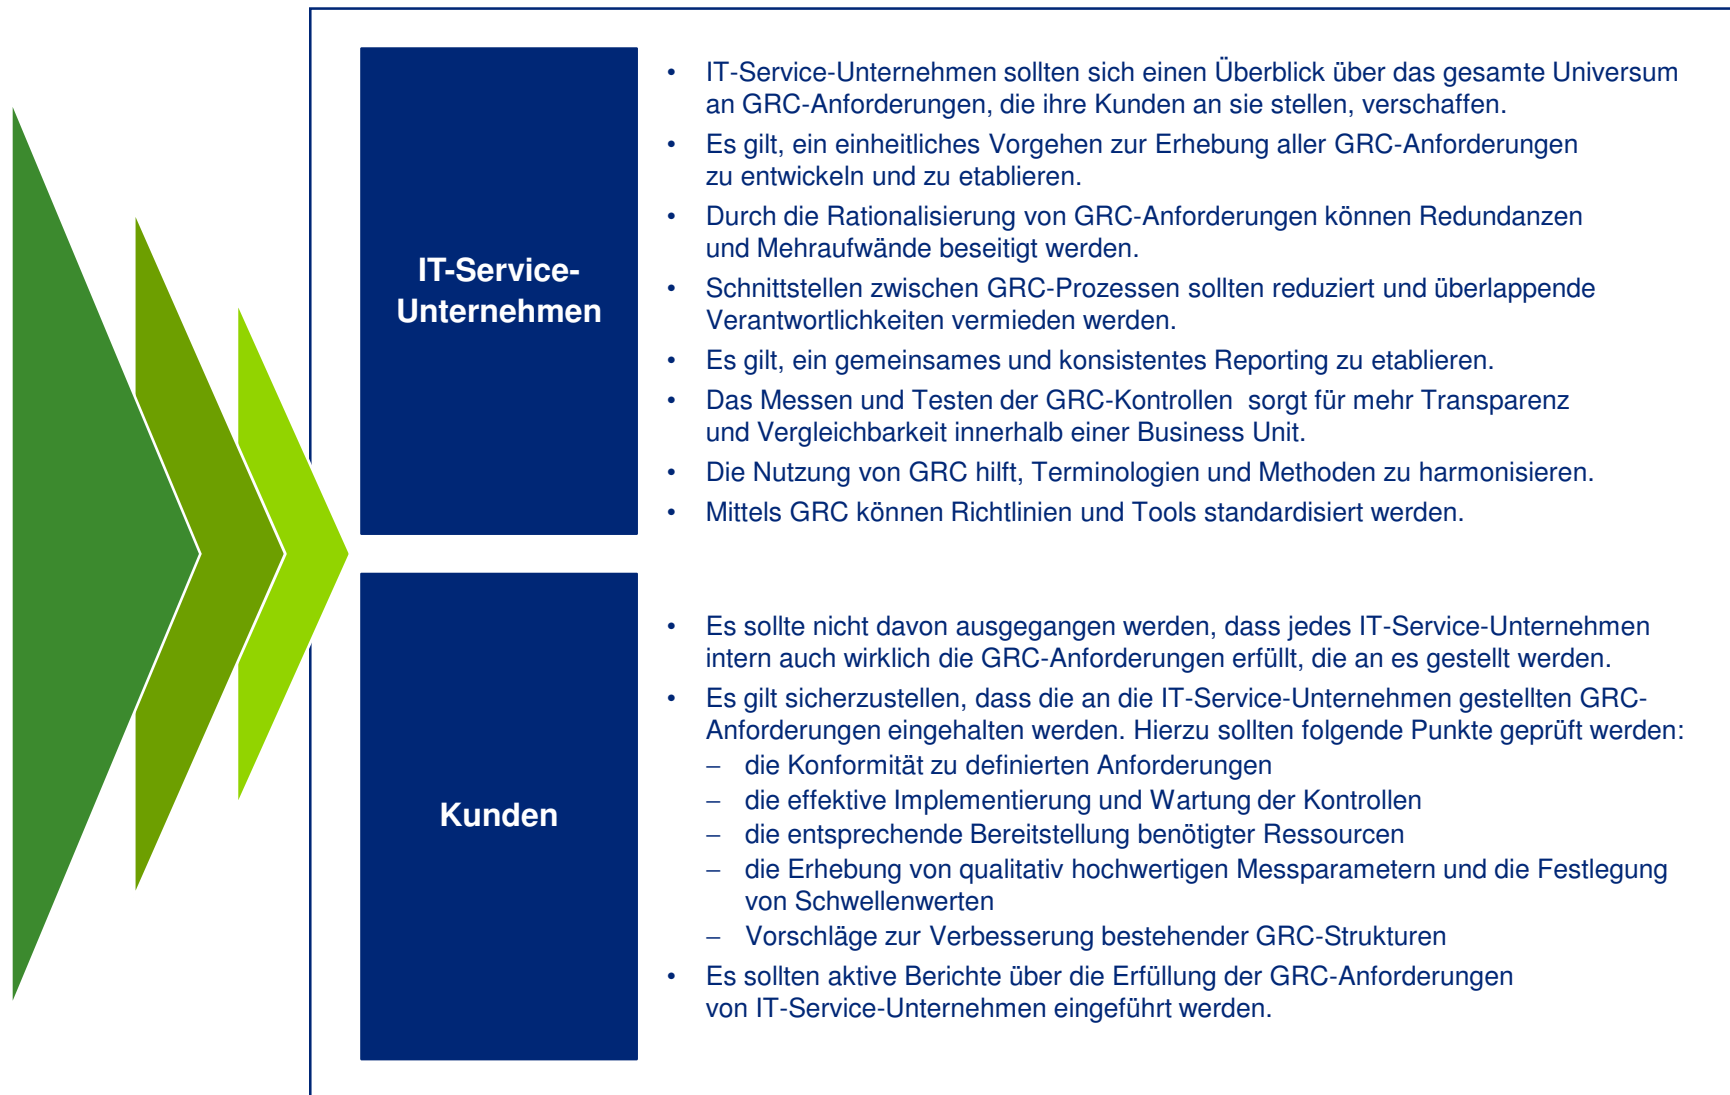 IT-Service-
Unternehmen
• IT-Service-Unternehmen sollten sich einen Überblick über das gesamte Universum
an GRC-Anforderungen, die ihre Kunden an sie stellen, verschaffen.
• Es gilt, ein einheitliches Vorgehen zur Erhebung aller GRC-Anforderungen
zu entwickeln und zu etablieren.
• Durch die Rationalisierung von GRC-Anforderungen können Redundanzen
und Mehraufwände beseitigt werden.
• Schnittstellen zwischen GRC-Prozessen sollten reduziert und überlappende
Verantwortlichkeiten vermieden werden.
• Es gilt, ein gemeinsames und konsistentes Reporting zu etablieren.
• Das Messen und Testen der GRC-Kontrollen  sorgt für mehr Transparenz
und Vergleichbarkeit innerhalb einer Business Unit.
• Die Nutzung von GRC hilft, Terminologien und Methoden zu harmonisieren.
• Mittels GRC können Richtlinien und Tools standardisiert werden.
Kunden
• Es sollte nicht davon ausgegangen werden, dass jedes IT-Service-Unternehmen
intern auch wirklich die GRC-Anforderungen erfüllt, die an es gestellt werden.
• Es gilt sicherzustellen, dass die an die IT-Service-Unternehmen gestellten GRC-
Anforderungen eingehalten werden. Hierzu sollten folgende Punkte geprüft werden:
– die Konformität zu definierten Anforderungen
– die effektive Implementierung und Wartung der Kontrollen
– die entsprechende Bereitstellung benötigter Ressourcen
– die Erhebung von qualitativ hochwertigen Messparametern und die Festlegung
von Schwellenwerten
– Vorschläge zur Verbesserung bestehender GRC-Strukturen
• Es sollten aktive Berichte über die Erfüllung der GRC-Anforderungen
von IT-Service-Unternehmen eingeführt werden.